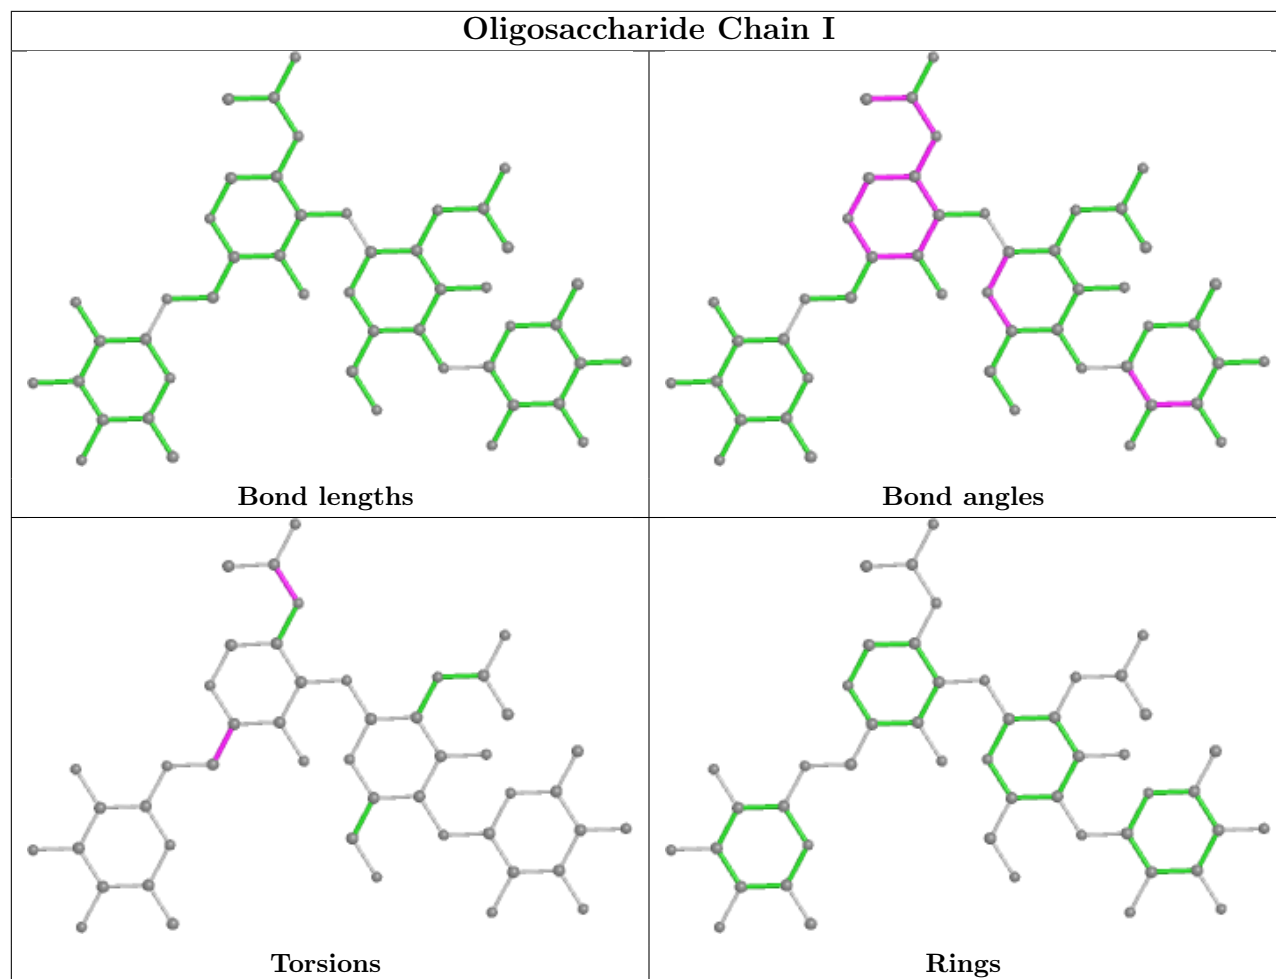 Oligosaccharide Chain I
Bond lengths
Bond angles
Torsions
Rings